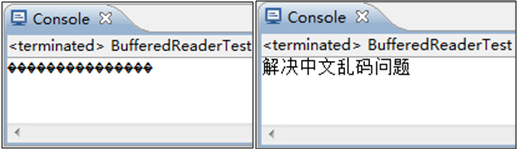 Console
<terminated> BufferedReaderTest
�����������������
Console
<terminated> BufferedReaderTest
解决中文乱码问题